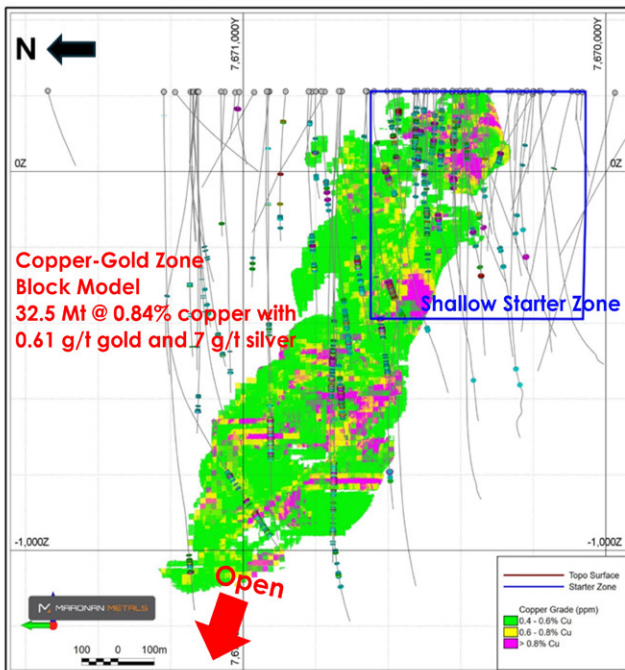 N
7,671,000Y
7,670,000Y
0Z
Copper-Gold Zone
Block Model
32.5 Mt @ 0.84% copper with
0.61 g/t gold and 7 g/t silver
Shallow Starter Zone
-1,000Z
-1,000Z
Open
MARONAN METALS
100 0 100m
Topo Surface
Starter Zone
Copper Grade (ppm)
0.4 - 0.6% Cu
0.6 - 0.8% Cu
> 0.8% Cu